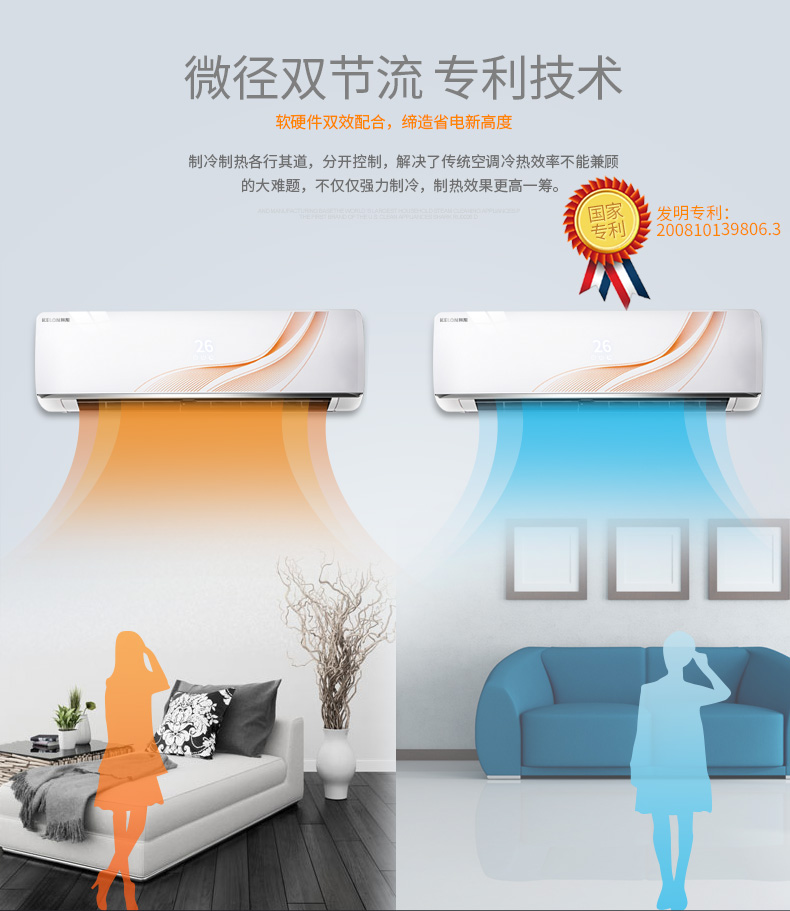 微径双节流 专利技术
软硬件双效配合，缔造省电新高度
制冷制热各行其道，分开控制，解决了传统空调冷热效率不能兼顾
的大难题，不仅仅强力制冷，制热效果更高一筹。
国家
专利
发明专利：
200810139806.3
26
26